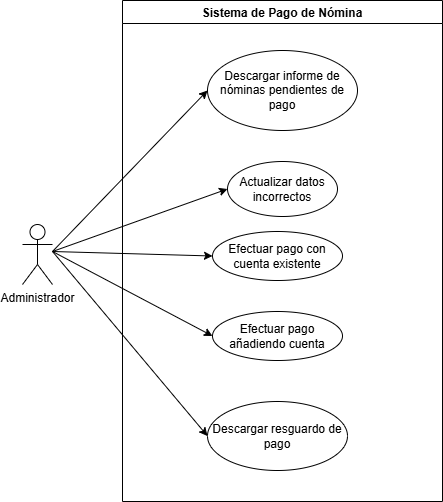 Sistema de Pago de Nómina
Descargar informe de
nóminas pendientes de
pago
Actualizar datos
incorrectos
Efectuar pago con
cuenta existente
Administrador
Efectuar pago
añadiendo cuenta
Descargar resguardo de
pago